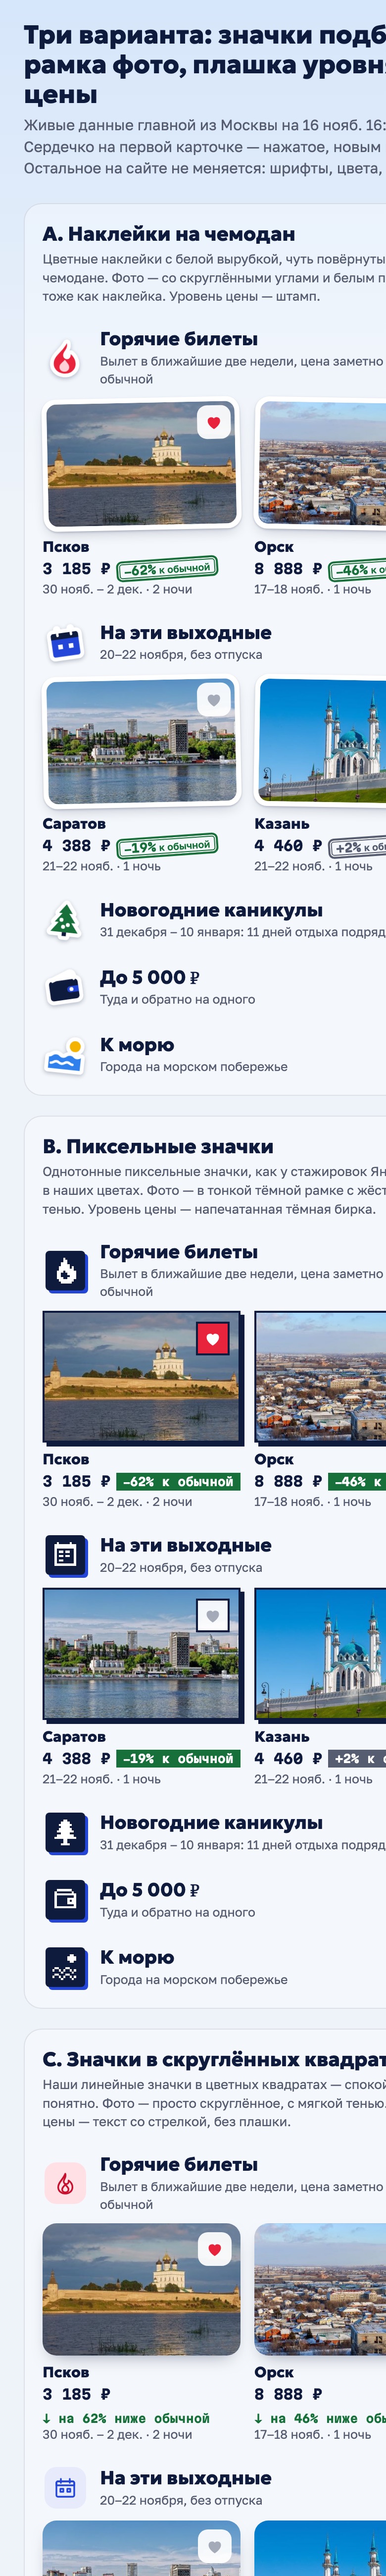 Три варианта: значки подб
рамка фото, плашка уровн
цены
Живые данные главной из Москвы на 16 нояб. 16:
Сердечко на первой карточке — нажатое, новым
Остальное на сайте не меняется: шрифты, цвета,
A. Наклейки на чемодан
Цветные наклейки с белой вырубкой, чуть повёрнуты
чемодане. Фото — со скруглёнными углами и белым п
тоже как наклейка. Уровень цены — штамп.
Горячие билеты
Вылет в ближайшие две недели, цена заметно
обычной
Псков
Орск
3 185 ₽ −62% к обычной
8 888 ₽ −46% к об
30 нояб. – 2 дек. · 2 ночи
17–18 нояб. · 1 ночь
На эти выходные
20–22 ноября, без отпуска
Саратов
Казань
4 388 ₽ −19% к обычной
4 460 ₽ +2% к обы
21–22 нояб. · 1 ночь
21–22 нояб. · 1 ночь
Новогодние каникулы
31 декабря – 10 января: 11 дней отдыха подряд
До 5 000 ₽
Туда и обратно на одного
К морю
Города на морском побережье
B. Пиксельные значки
Однотонные пиксельные значки, как у стажировок Ян
в наших цветах. Фото — в тонкой тёмной рамке с жёст
тенью. Уровень цены — напечатанная тёмная бирка.
Горячие билеты
Вылет в ближайшие две недели, цена заметно
обычной
Псков
Орск
3 185 ₽ −62% к обычной
8 888 ₽ −46% к
30 нояб. – 2 дек. · 2 ночи
17–18 нояб. · 1 ночь
На эти выходные
20–22 ноября, без отпуска
Саратов
Казань
4 388 ₽ −19% к обычной
4 460 ₽ +2% к о
21–22 нояб. · 1 ночь
21–22 нояб. · 1 ночь
Новогодние каникулы
31 декабря – 10 января: 11 дней отдыха подряд
До 5 000 ₽
Туда и обратно на одного
К морю
Города на морском побережье
C. Значки в скруглённых квадрат
Наши линейные значки в цветных квадратах — спокой
понятно. Фото — просто скруглённое, с мягкой тенью.
цены — текст со стрелкой, без плашки.
Горячие билеты
Вылет в ближайшие две недели, цена заметно
обычной
Псков
Орск
3 185 ₽
8 888 ₽
↓ на 62% ниже обычной
↓ на 46% ниже обы
30 нояб. – 2 дек. · 2 ночи
17–18 нояб. · 1 ночь
На эти выходные
20–22 ноября, без отпуска